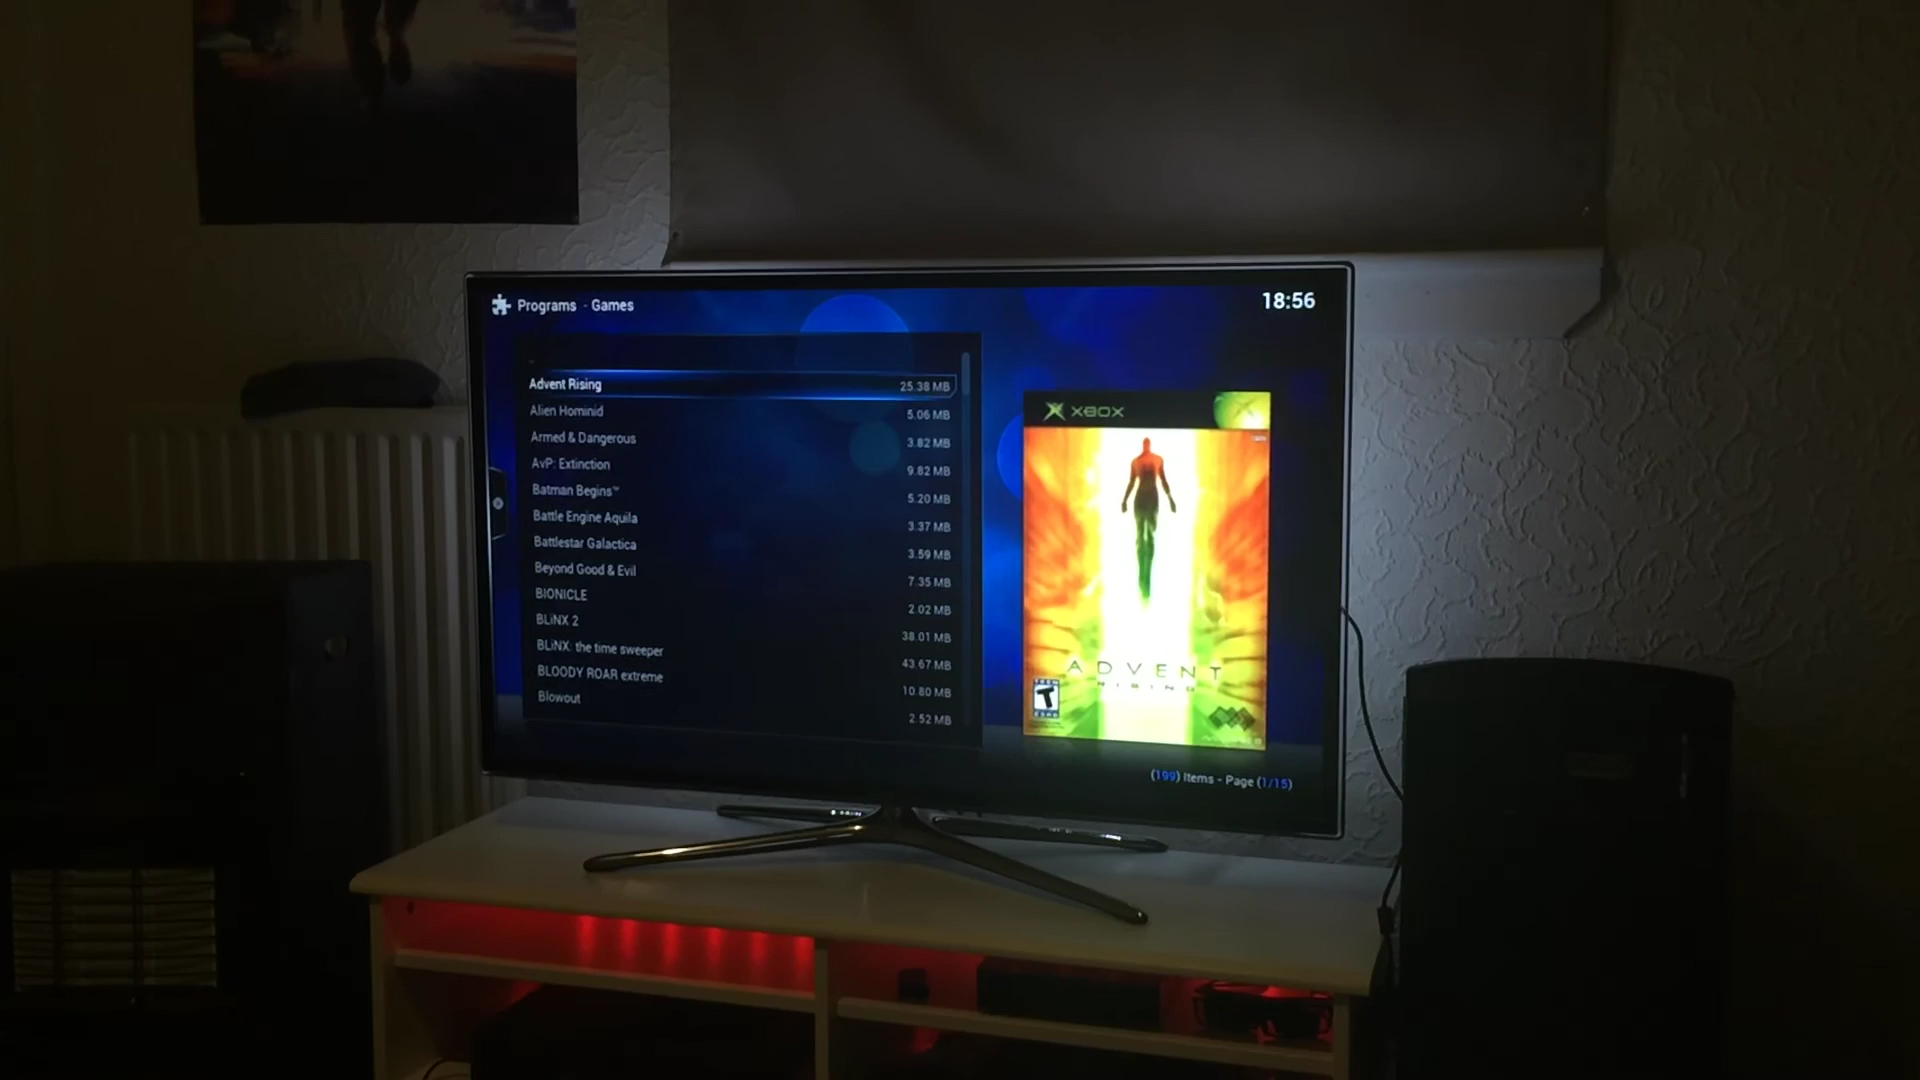 Programs - Games
18:56
Advent Rising 25.38 MB
Alien Hominid 5.06 MB
Armed & Dangerous 3.82 MB
AvP: Extinction 9.82 MB
Batman Begins™ 5.20 MB
Battle Engine Aquila 3.37 MB
Battlestar Galactica 3.59 MB
Beyond Good & Evil 7.35 MB
BIONICLE 2.02 MB
BLiNX 2 38.01 MB
BLiNX: the time sweeper 43.67 MB
BLOODY ROAR extreme 10.80 MB
Blowout 2.52 MB
XBOX
ADVENT
RISING
TEEN
T
ESRB
(199) Items - Page (1/15)